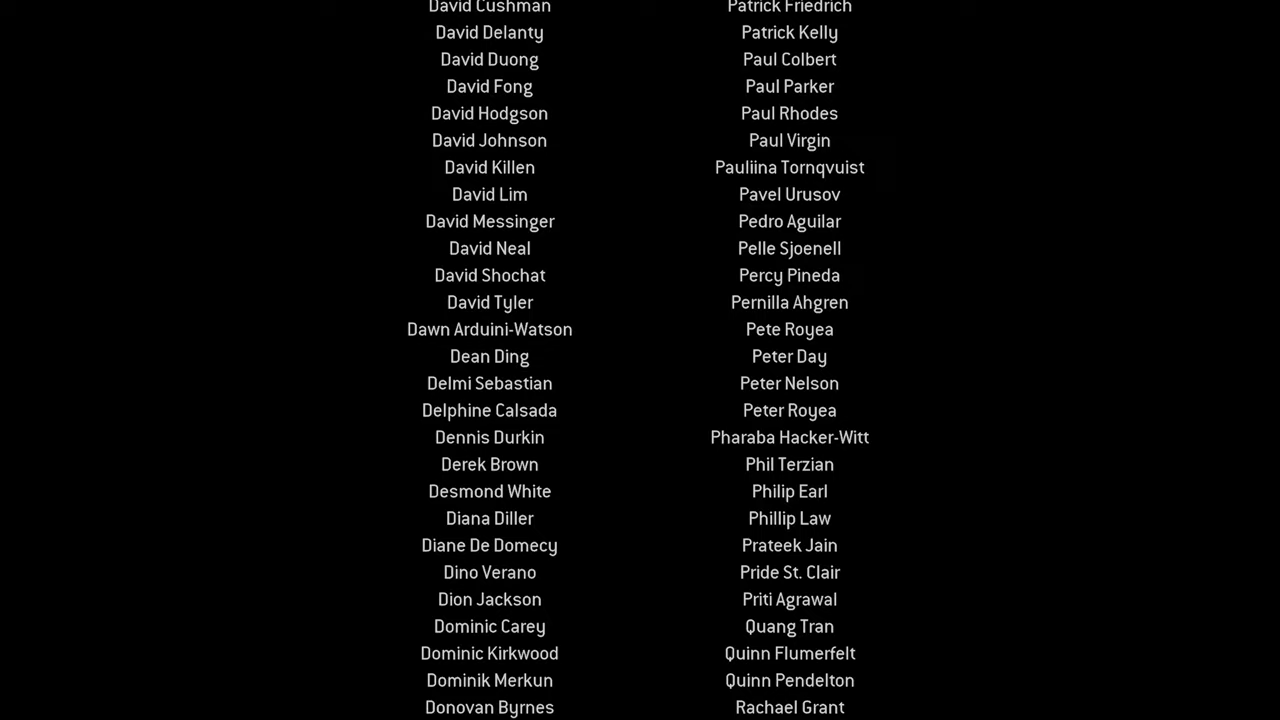 David Cushman
David Delanty
David Duong
David Fong
David Hodgson
David Johnson
David Killen
David Lim
David Messinger
David Neal
David Shochat
David Tyler
Dawn Arduini-Watson
Dean Ding
Delmi Sebastian
Delphine Calsada
Dennis Durkin
Derek Brown
Desmond White
Diana Diller
Diane De Domecy
Dino Verano
Dion Jackson
Dominic Carey
Dominic Kirkwood
Dominik Merkun
Donovan Byrnes
Patrick Friedrich
Patrick Kelly
Paul Colbert
Paul Parker
Paul Rhodes
Paul Virgin
Pauliina Tornqvuist
Pavel Urusov
Pedro Aguilar
Pelle Sjoenell
Percy Pineda
Pernilla Ahgren
Pete Royea
Peter Day
Peter Nelson
Peter Royea
Pharaba Hacker-Witt
Phil Terzian
Philip Earl
Phillip Law
Prateek Jain
Pride St. Clair
Priti Agrawal
Quang Tran
Quinn Flumerfelt
Quinn Pendelton
Rachael Grant